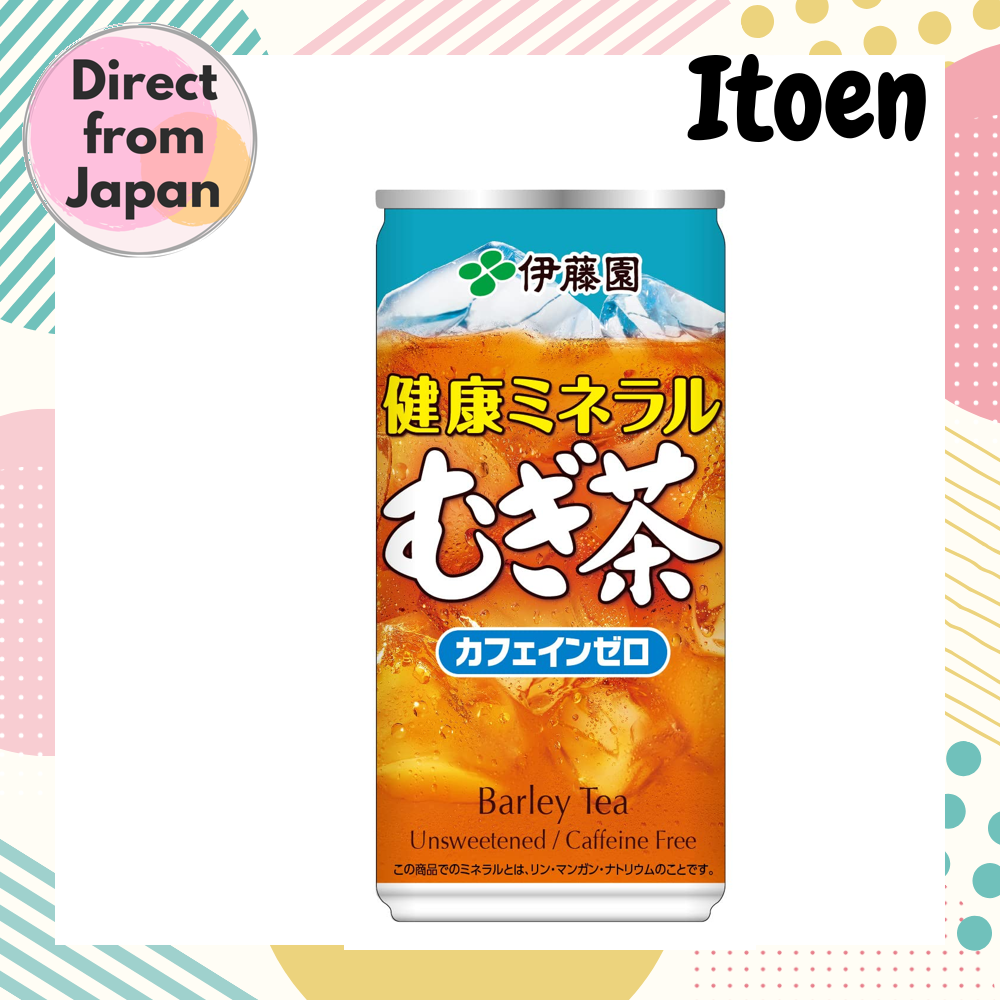 Direct
from
Japan
Itoen
伊藤園
健康ミネラル
むぎ茶
カフェインゼロ
Barley Tea
Unsweetened / Caffeine Free
この商品でのミネラルとは、リン・マンガン・ナトリウムのことです。